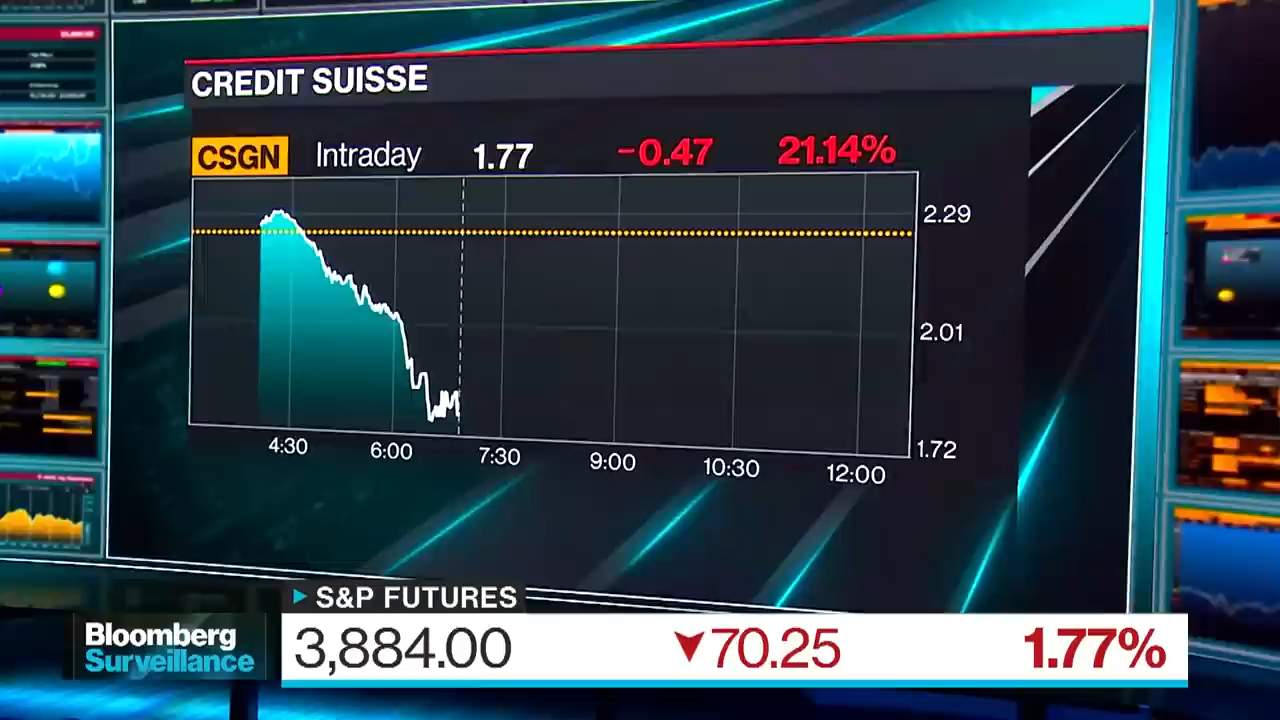 CREDIT SUISSE
CSGN Intraday 1.77 -0.47 21.14%
2.29
2.01
1.72
4:30 6:00 7:30 9:00 10:30 12:00
S&P FUTURES
Bloomberg
Surveillance
3,884.00 ▼70.25 1.77%